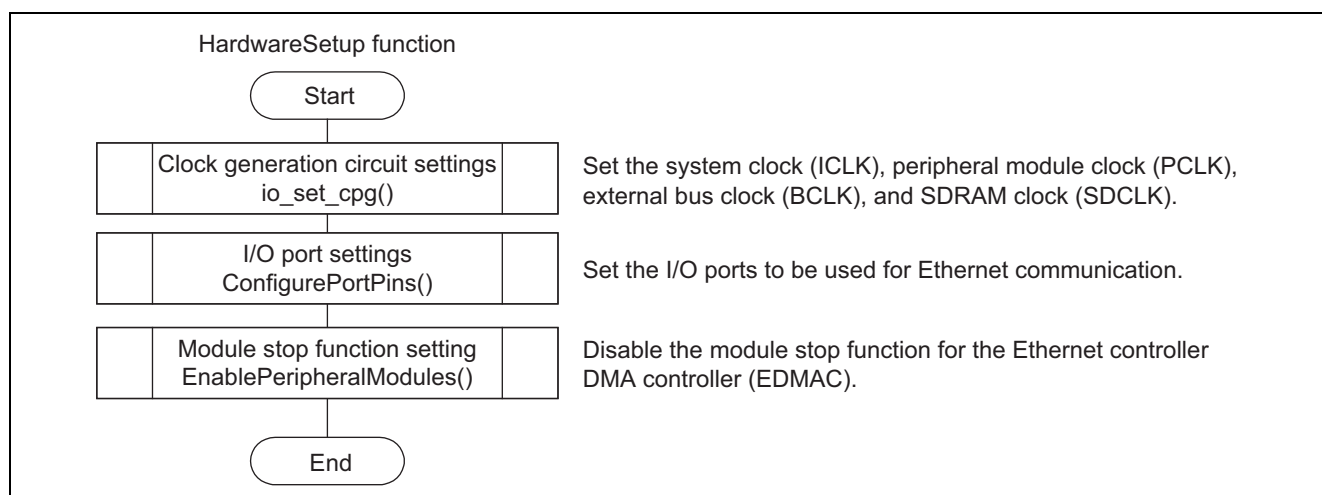 HardwareSetup function
Start
Clock generation circuit settings
io_set_cpg()
Set the system clock (ICLK), peripheral module clock (PCLK),
external bus clock (BCLK), and SDRAM clock (SDCLK).
I/O port settings
ConfigurePortPins()
Set the I/O ports to be used for Ethernet communication.
Module stop function setting
EnablePeripheralModules()
Disable the module stop function for the Ethernet controller
DMA controller (EDMAC).
End